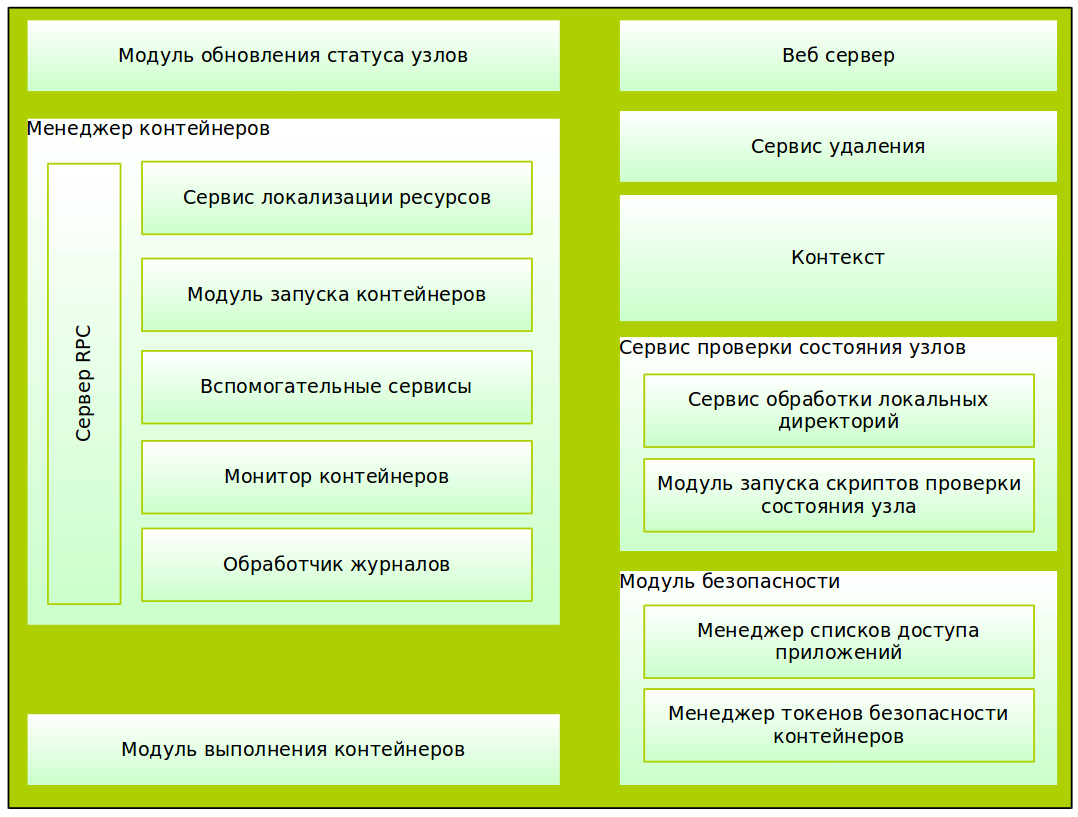 Модуль обновления статуса узлов
Менеджер контейнеров
Сервер RPC
Сервис локализации ресурсов
Модуль запуска контейнеров
Вспомогательные сервисы
Монитор контейнеров
Обработчик журналов
Модуль выполнения контейнеров
Веб сервер
Сервис удаления
Контекст
Сервис проверки состояния узлов
Сервис обработки локальных
директорий
Модуль запуска скриптов проверки
состояния узла
Модуль безопасности
Менеджер списков доступа
приложений
Менеджер токенов безопасности
контейнеров